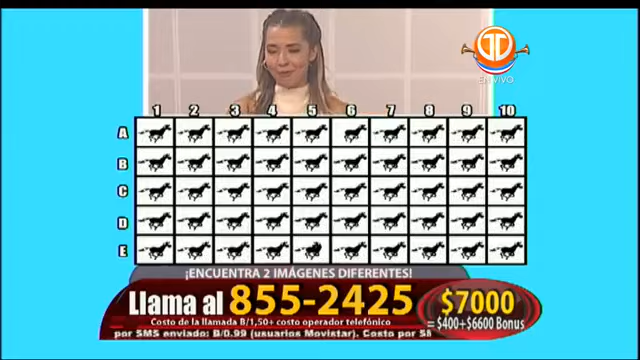 EN VIVO
1 2 3 4 5 6 7 8 9 10
A
B
C
D
E
¡ENCUENTRA 2 IMÁGENES DIFERENTES!
Llama al 855-2425
$7000
Costo de la llamada B/1,50+ costo operador telefónico
= $400+$6600 Bonus
por SMS enviado: B/0.99 (usuarios Movistar). Costo por SM